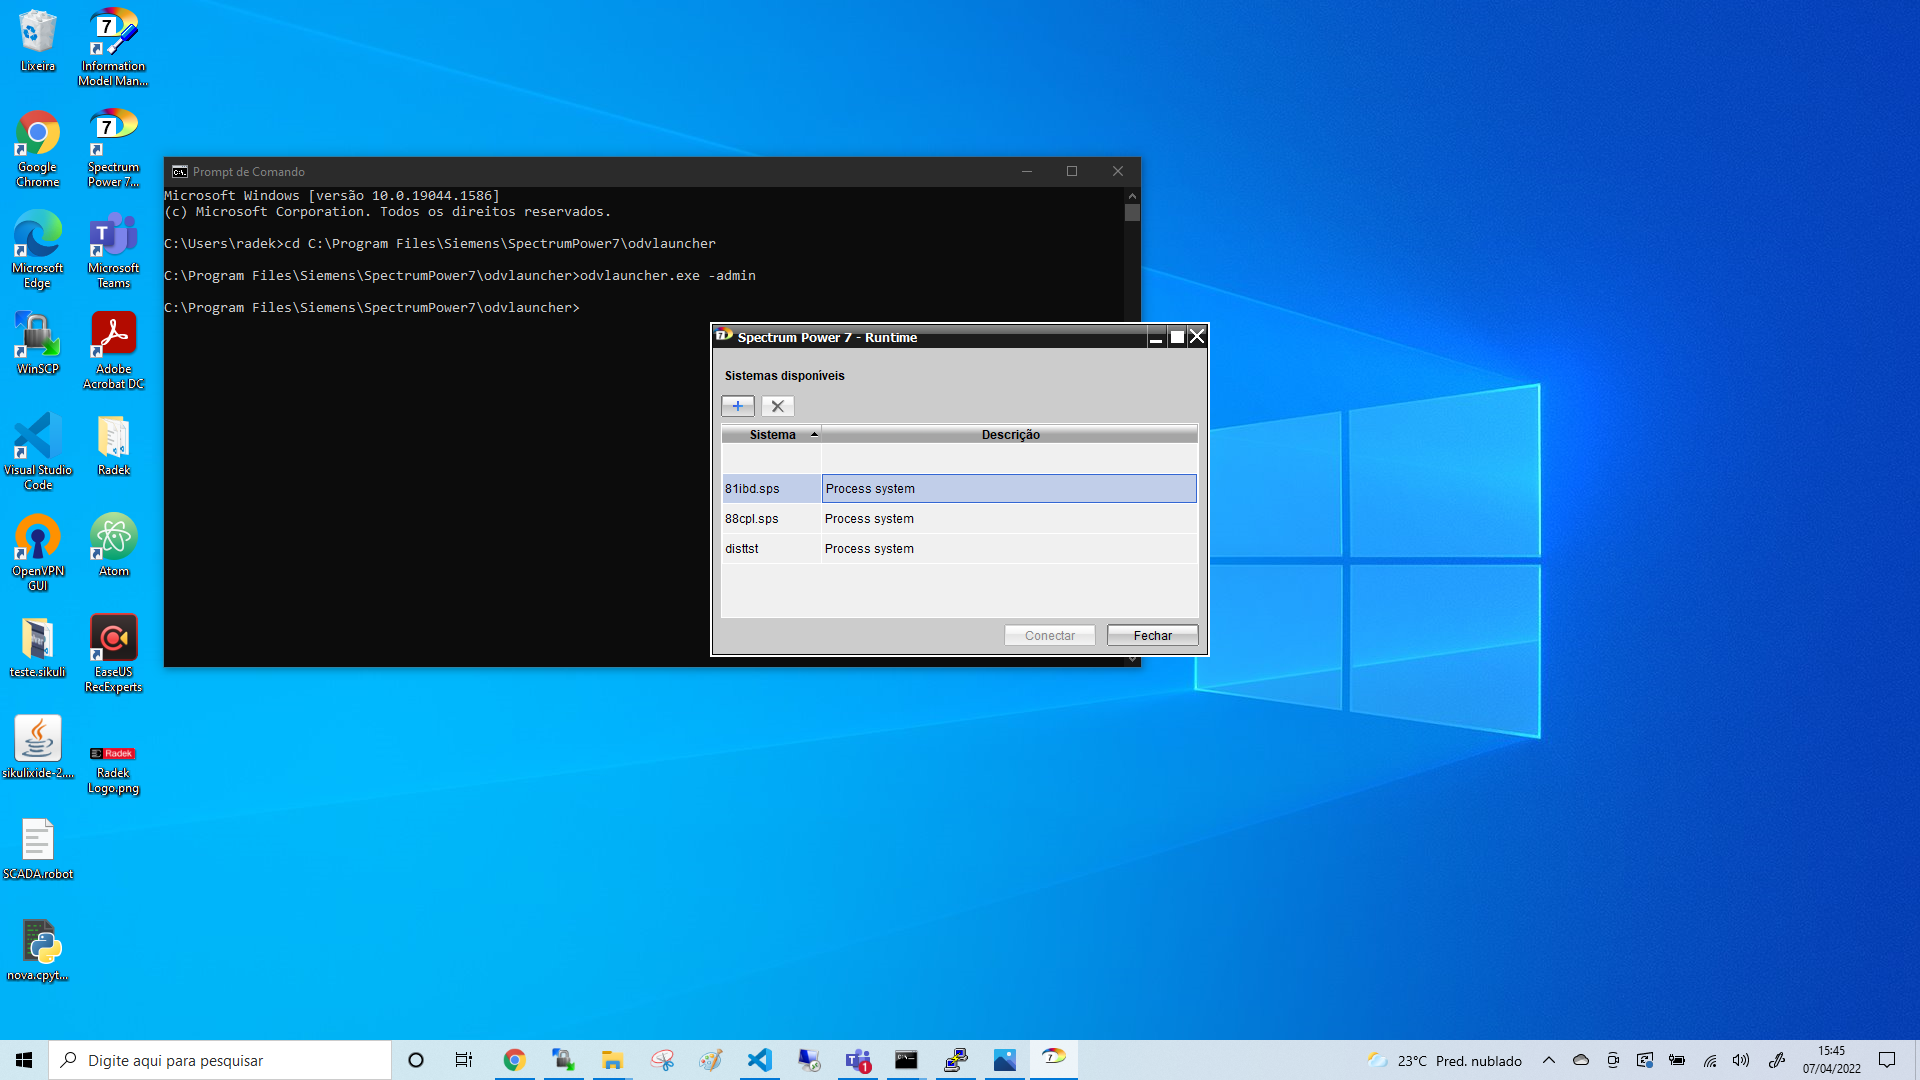 Lixeira
Information
Model Man...
Google
Chrome
Spectrum
Power 7...
Microsoft
Edge
Microsoft
Teams
WinSCP
Adobe
Acrobat DC
Visual Studio
Code
Radek
OpenVPN
GUI
Atom
teste.sikuli
EaseUS
RecExperts
sikulixide-2....
Radek
Radek
Logo.png
SCADA.robot
nova.cpyt...
Prompt de Comando
Microsoft Windows [versão 10.0.19044.1586]
(c) Microsoft Corporation. Todos os direitos reservados.
C:\Users\radek>cd C:\Program Files\Siemens\SpectrumPower7\odvlauncher
C:\Program Files\Siemens\SpectrumPower7\odvlauncher>odvlauncher.exe -admin
C:\Program Files\Siemens\SpectrumPower7\odvlauncher>
Spectrum Power 7 - Runtime
Sistemas disponíveis
Sistema Descrição
81ibd.sps Process system
88cpl.sps Process system
disttst Process system
Conectar Fechar
Digite aqui para pesquisar
1
23°C Pred. nublado
15:45
07/04/2022